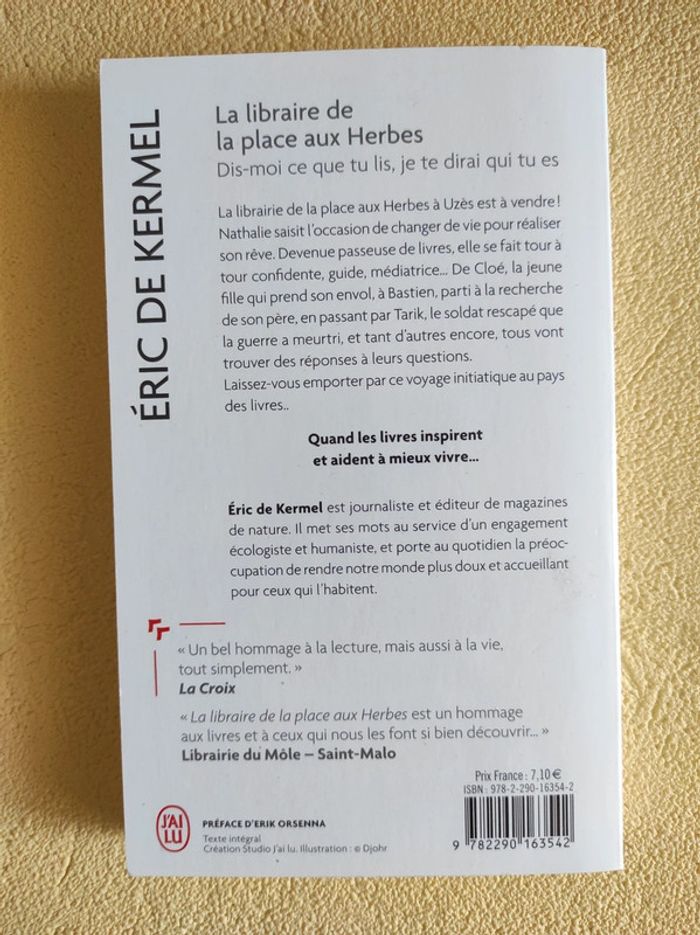 ÉRIC DE KERMEL
La libraire de
la place aux Herbes
Dis-moi ce que tu lis, je te dirai qui tu es
La librairie de la place aux Herbes à Uzès est à vendre !
Nathalie saisit l'occasion de changer de vie pour réaliser
son rêve. Devenue passeuse de livres, elle se fait tour à
tour confidente, guide, médiatrice... De Cloé, la jeune
fille qui prend son envol, à Bastien, parti à la recherche
de son père, en passant par Tarik, le soldat rescapé que
la guerre a meurtri, et tant d'autres encore, tous vont
trouver des réponses à leurs questions.
Laissez-vous emporter par ce voyage initiatique au pays
des livres..
Quand les livres inspirent
et aident à mieux vivre...
Éric de Kermel est journaliste et éditeur de magazines
de nature. Il met ses mots au service d'un engagement
écologiste et humaniste, et porte au quotidien la préoc-
cupation de rendre notre monde plus doux et accueillant
pour ceux qui l'habitent.
« Un bel hommage à la lecture, mais aussi à la vie,
tout simplement. »
La Croix
« La libraire de la place aux Herbes est un hommage
aux livres et à ceux qui nous les font si bien découvrir... »
Librairie du Môle – Saint-Malo
Prix France : 7,10 €
ISBN : 978-2-290-16354-2
9 782290 163542
J'AI
LU
PRÉFACE D'ERIK ORSENNA
Texte intégral
Création Studio J'ai lu. Illustration : © Djohr